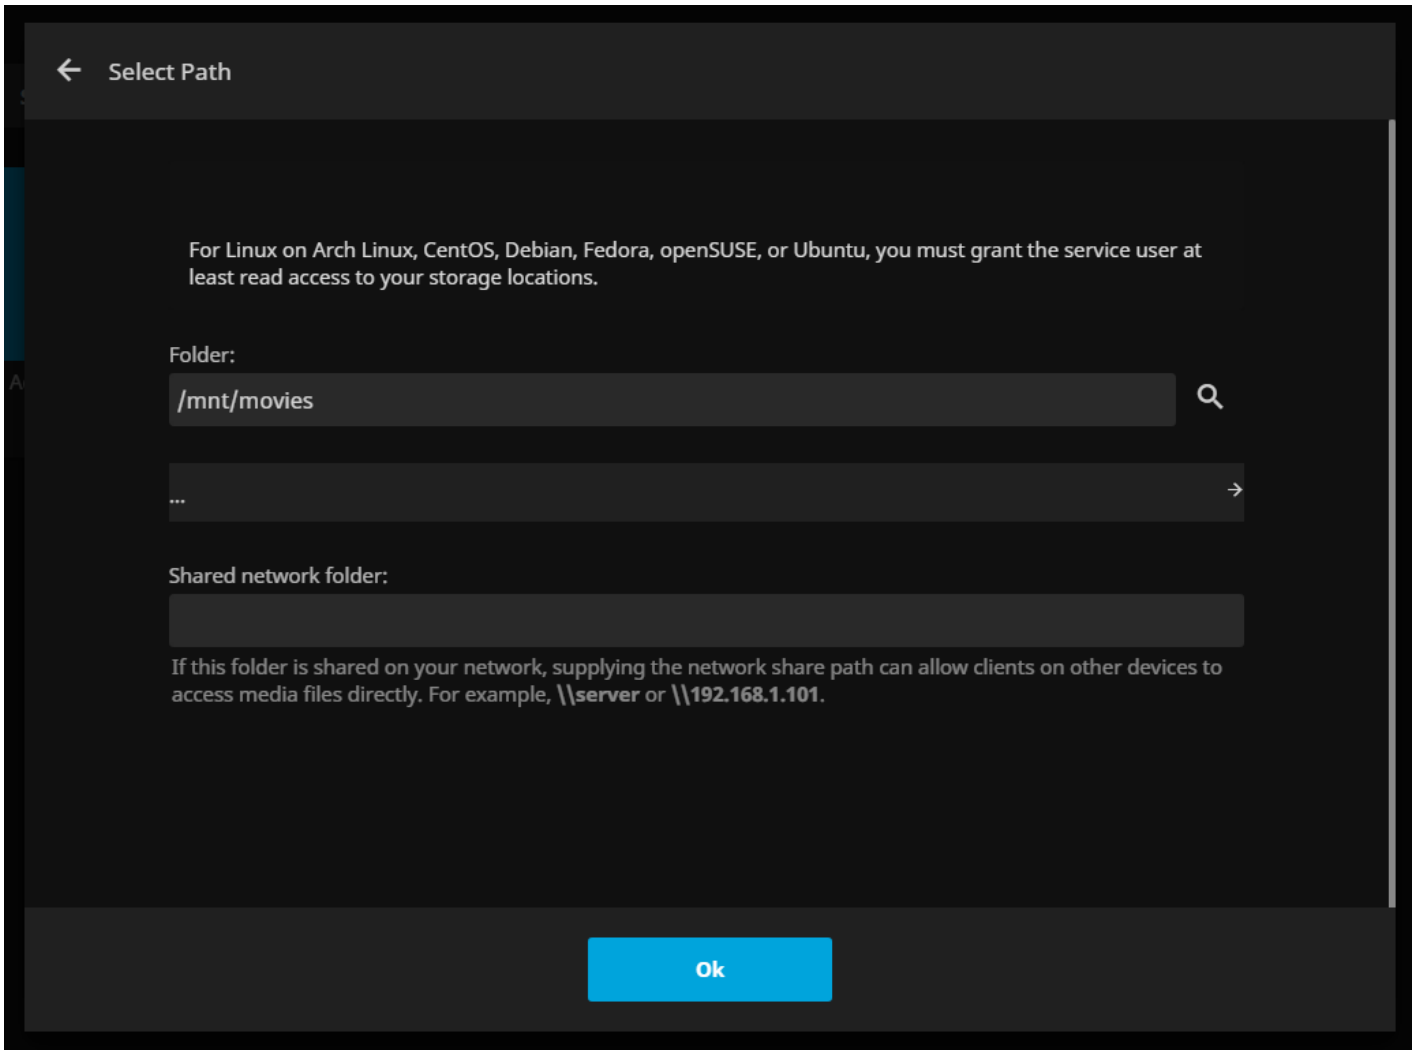 Select Path
For Linux on Arch Linux, CentOS, Debian, Fedora, openSUSE, or Ubuntu, you must grant the service user at
least read access to your storage locations.
Folder:
/mnt/movies
...
Shared network folder:
If this folder is shared on your network, supplying the network share path can allow clients on other devices to
access media files directly. For example, \\server or \\192.168.1.101.
Ok